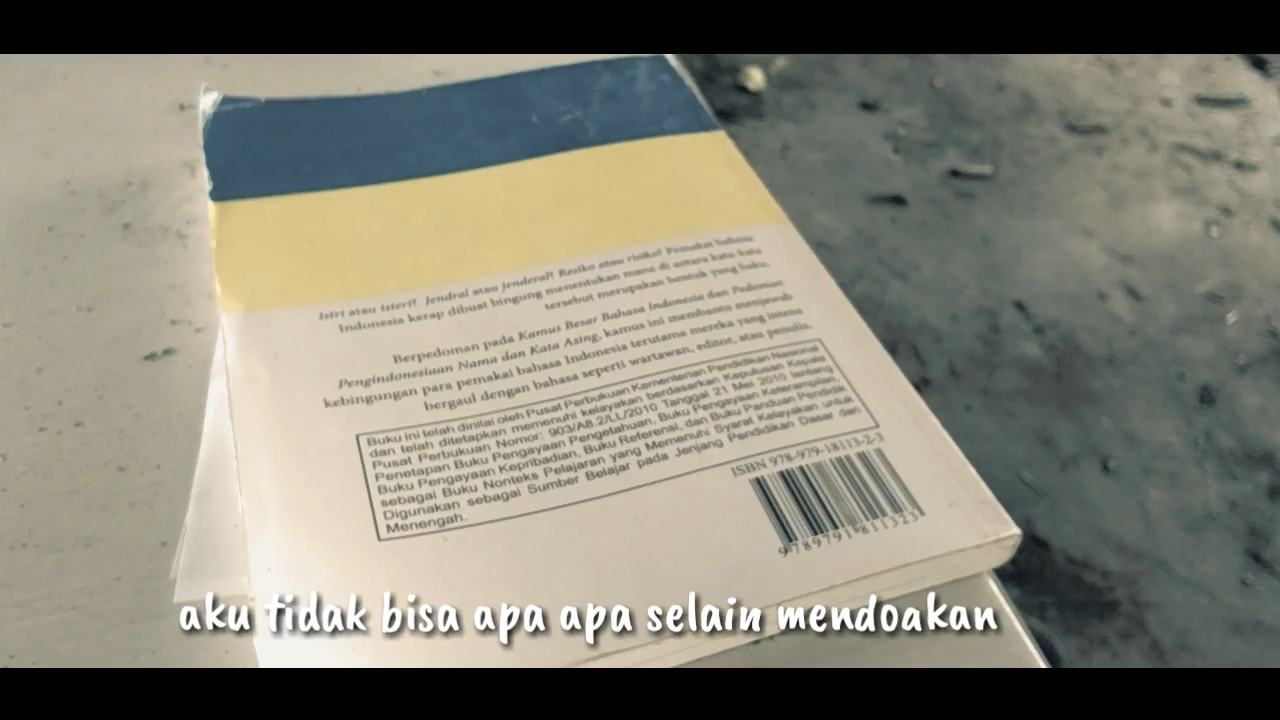 Istri atau isteri? Jendral atau jenderal? Resiko atau risiko? Pemakai bahasa
Indonesia kerap dibuat bingung menentukan mana di antara kata-kata
tersebut merupakan bentuk yang baku.
Berpedoman pada Kamus Besar Bahasa Indonesia dan Pedoman
Pengindonesiaan Nama dan Kata Asing, kamus ini membantu menjawab
kebingungan para pemakai bahasa Indonesia terutama mereka yang intens
bergaul dengan bahasa seperti wartawan, editor, atau penulis.
Buku ini telah dinilai oleh Pusat Perbukuan Kementerian Pendidikan Nasional
dan telah ditetapkan memenuhi kelayakan berdasarkan Keputusan Kepala
Pusat Perbukuan Nomor: 903/A8.2/LL/2010 Tanggal 21 Mei 2010 tentang
Penetapan Buku Pengayaan Pengetahuan, Buku Pengayaan Keterampilan,
Buku Pengayaan Kepribadian, Buku Referensi, dan Buku Panduan Pendidik
sebagai Buku Nonteks Pelajaran yang Memenuhi Syarat Kelayakan untuk
Digunakan sebagai Sumber Belajar pada Jenjang Pendidikan Dasar dan
Menengah.
ISBN 978-979-18113-2-3
9789791811323
aku tidak bisa apa apa selain mendoakan